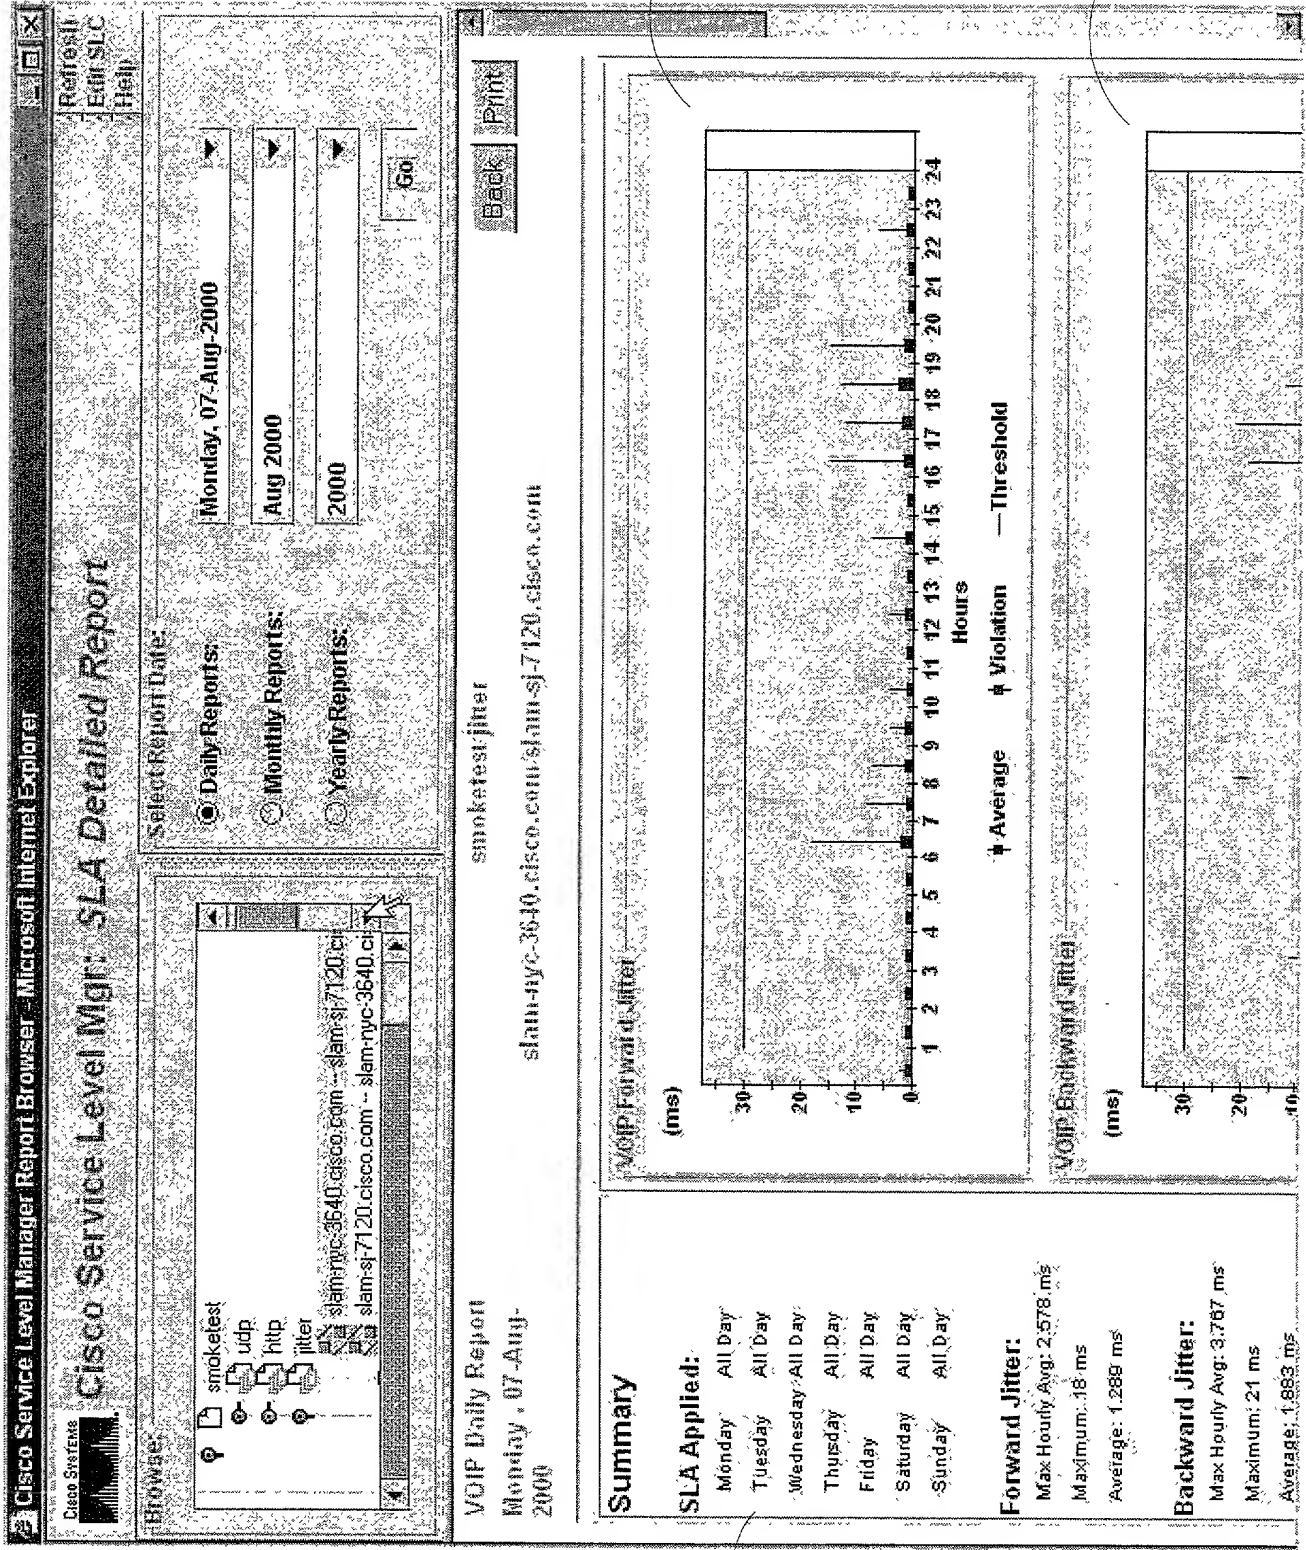 Cisco Service Level Manager Report Browser - Microsoft Internet Explorer
CISCO SYSTEMS
Cisco Service Level Mgr: SLA Detailed Report
Refresh
Edit SLC
Help
Browser
smoketest
udp
http
jitter
slam-nyc-3640.cisco.com -- slam-sj-7120.ci
slam-sj-7120.cisco.com -- slam-nyc-3640.ci
Select Report Date:
Daily Reports: Monday, 07-Aug-2000
Monthly Reports: Aug 2000
Yearly Reports: 2000
Go
VOIP Daily Report
Monday , 07-Aug-
2000
smoketest:jitter
slam-nyc-3640.cisco.com/slam-sj-7120.cisco.com
Back Print
Summary
SLA Applied:
Monday All Day
Tuesday All Day
Wednesday All Day
Thursday All Day
Friday All Day
Saturday All Day
Sunday All Day
Forward Jitter:
Max Hourly Avg: 2.578 ms
Maximum: 18 ms
Average: 1.289 ms
Backward Jitter:
Max Hourly Avg: 3.767 ms
Maximum: 21 ms
Average: 1.883 ms
VOIP Forward Jitter
(ms)
30
20
10
0
1 2 3 4 5 6 7 8 9 10 11 12 13 14 15 16 17 18 19 20 21 22 23 24
Hours
Average Violation Threshold
VOIP Backward Jitter
(ms)
30
20
10